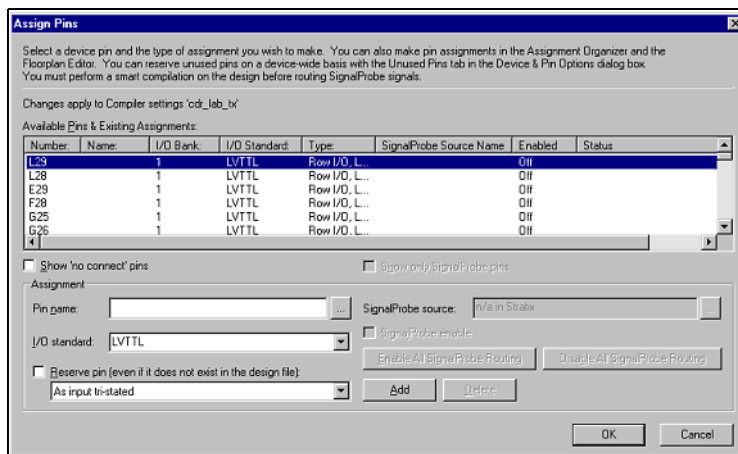 Assign Pins
Select a device pin and the type of assignment you wish to make. You can also make pin assignments in the Assignment Organizer and the
Floorplan Editor. You can reserve unused pins on a device-wide basis with the Unused Pins tab in the Device & Pin Options dialog box.
You must perform a smart compilation on the design before routing SignalProbe signals.
Changes apply to Compiler settings 'cdr_lab_tx'
Available Pins & Existing Assignments:
Number: Name: I/O Bank: I/O Standard: Type: SignalProbe Source Name Enabled Status
L29 1 LVTTL Row I/O, L... Off
L28 1 LVTTL Row I/O, L... Off
E29 1 LVTTL Row I/O, L... Off
F28 1 LVTTL Row I/O, L... Off
G25 1 LVTTL Row I/O, L... Off
G26 1 LVTTL Row I/O, L... Off
Show 'no connect' pins Show only SignalProbe pins
Assignment
Pin name: ... SignalProbe source: n/a in Stratix ...
SignalProbe enable
I/O standard: LVTTL
Enable All SignalProbe Routing Disable All SignalProbe Routing
Reserve pin (even if it does not exist in the design file):
As input tri-stated Add Delete
OK Cancel